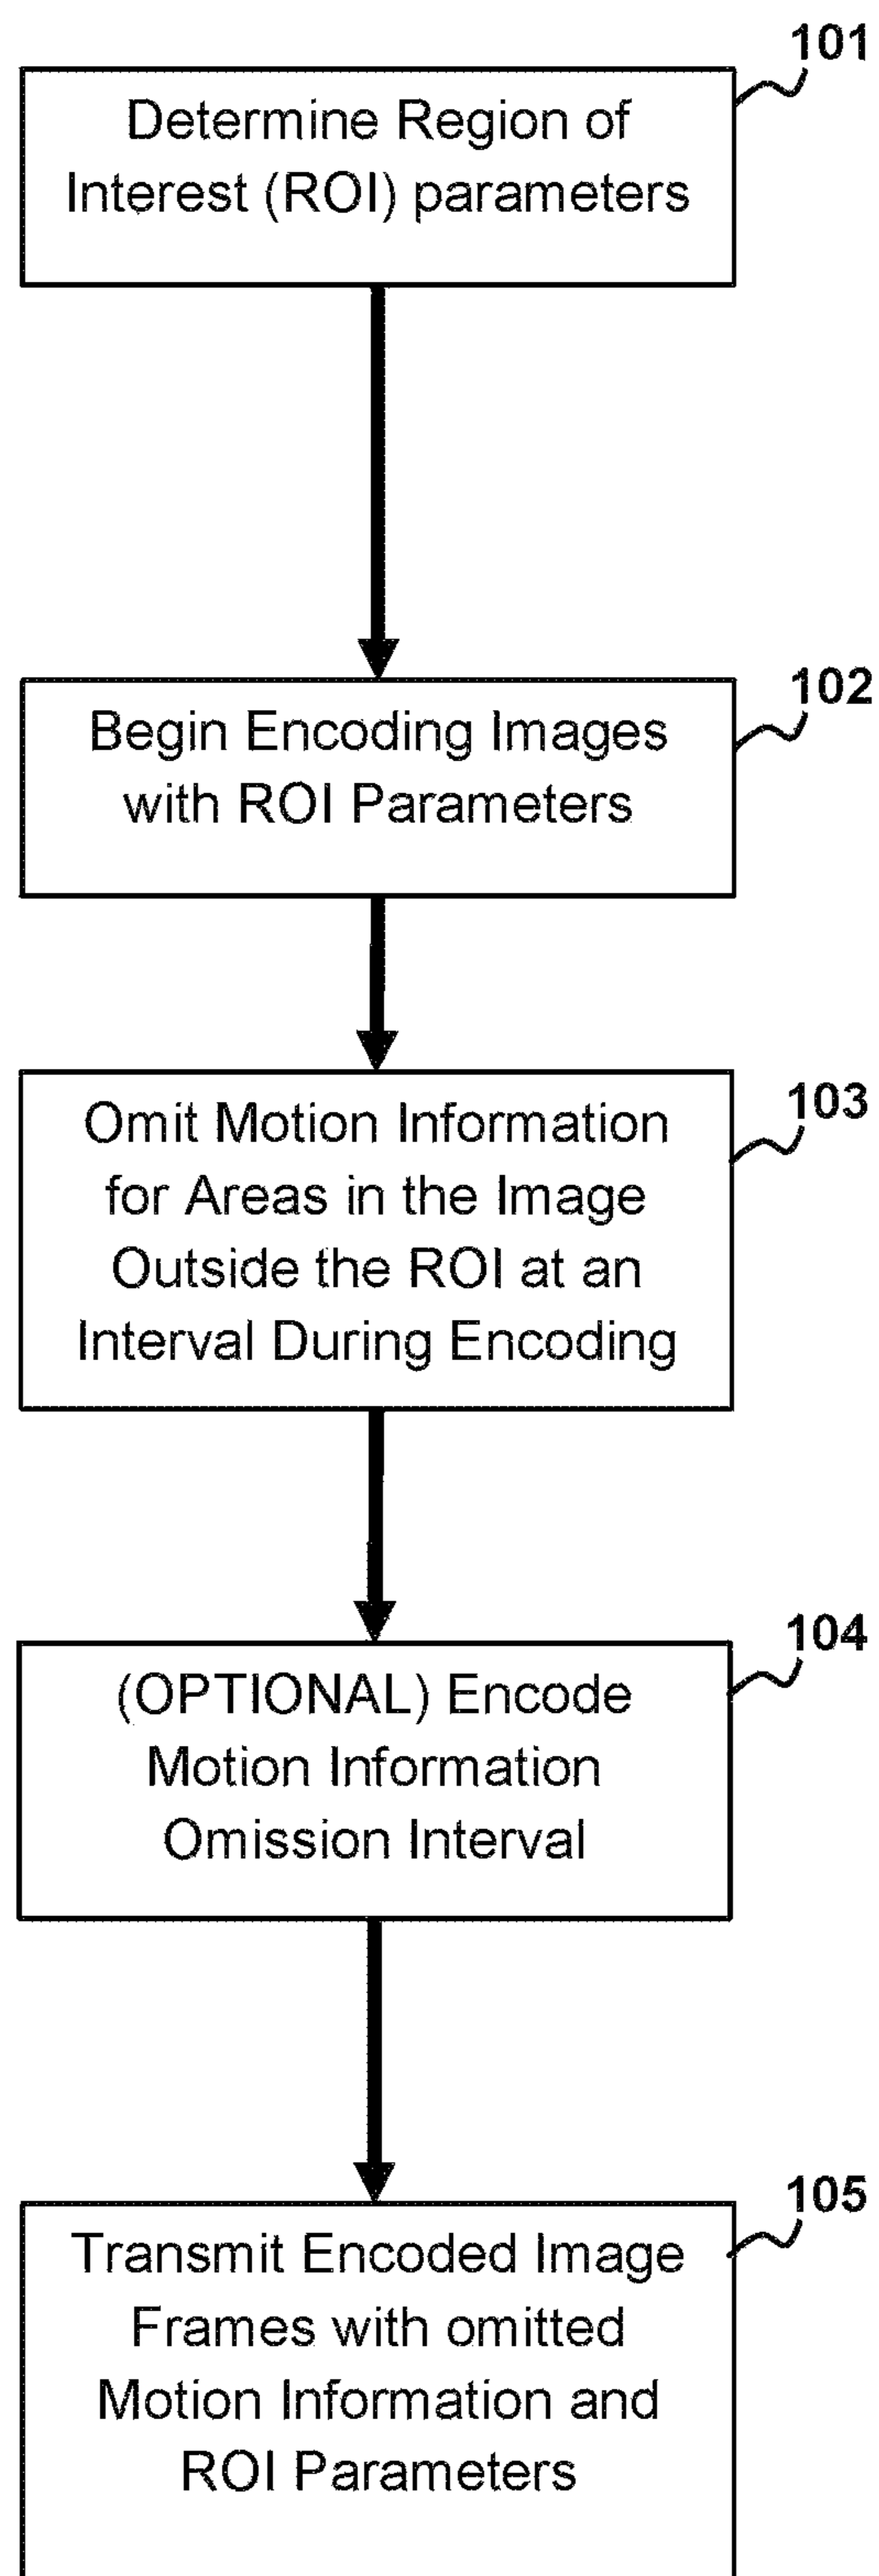 101
Determine Region of
Interest (ROI) parameters
102
Begin Encoding Images
with ROI Parameters
103
Omit Motion Information
for Areas in the Image
Outside the ROI at an
Interval During Encoding
104
(OPTIONAL) Encode
Motion Information
Omission Interval
105
Transmit Encoded Image
Frames with omitted
Motion Information and
ROI Parameters